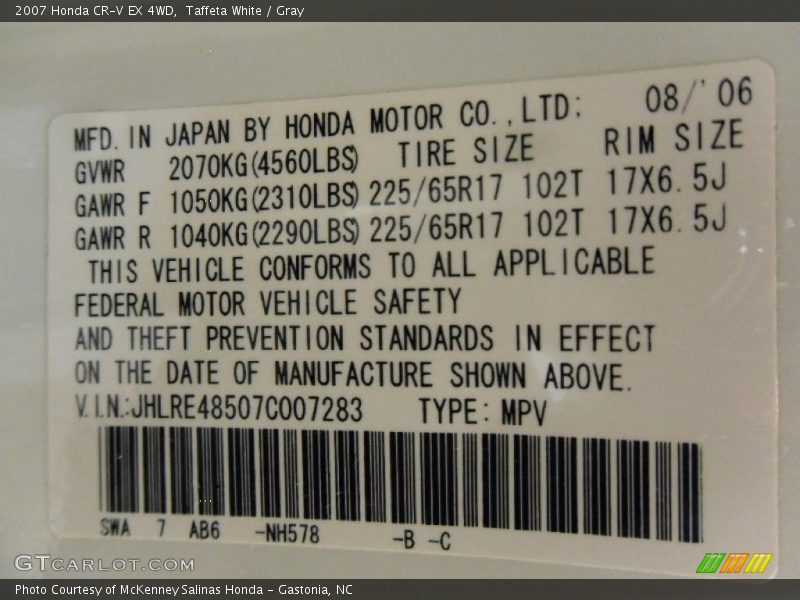 2007 Honda CR-V EX 4WD,  Taffeta White / Gray
MFD. IN JAPAN BY HONDA MOTOR CO., LTD: 08/'06
GVWR 2070KG(4560LBS) TIRE SIZE RIM SIZE
GAWR F 1050KG(2310LBS) 225/65R17 102T 17X6.5J
GAWR R 1040KG(2290LBS) 225/65R17 102T 17X6.5J
THIS VEHICLE CONFORMS TO ALL APPLICABLE
FEDERAL MOTOR VEHICLE SAFETY
AND THEFT PREVENTION STANDARDS IN EFFECT
ON THE DATE OF MANUFACTURE SHOWN ABOVE.
V.I.N.:JHLRE48507C007283 TYPE: MPV
SWA 7 AB6 -NH578 -B -C
GTCARLOT.COM
Photo Courtesy of McKenney Salinas Honda - Gastonia, NC